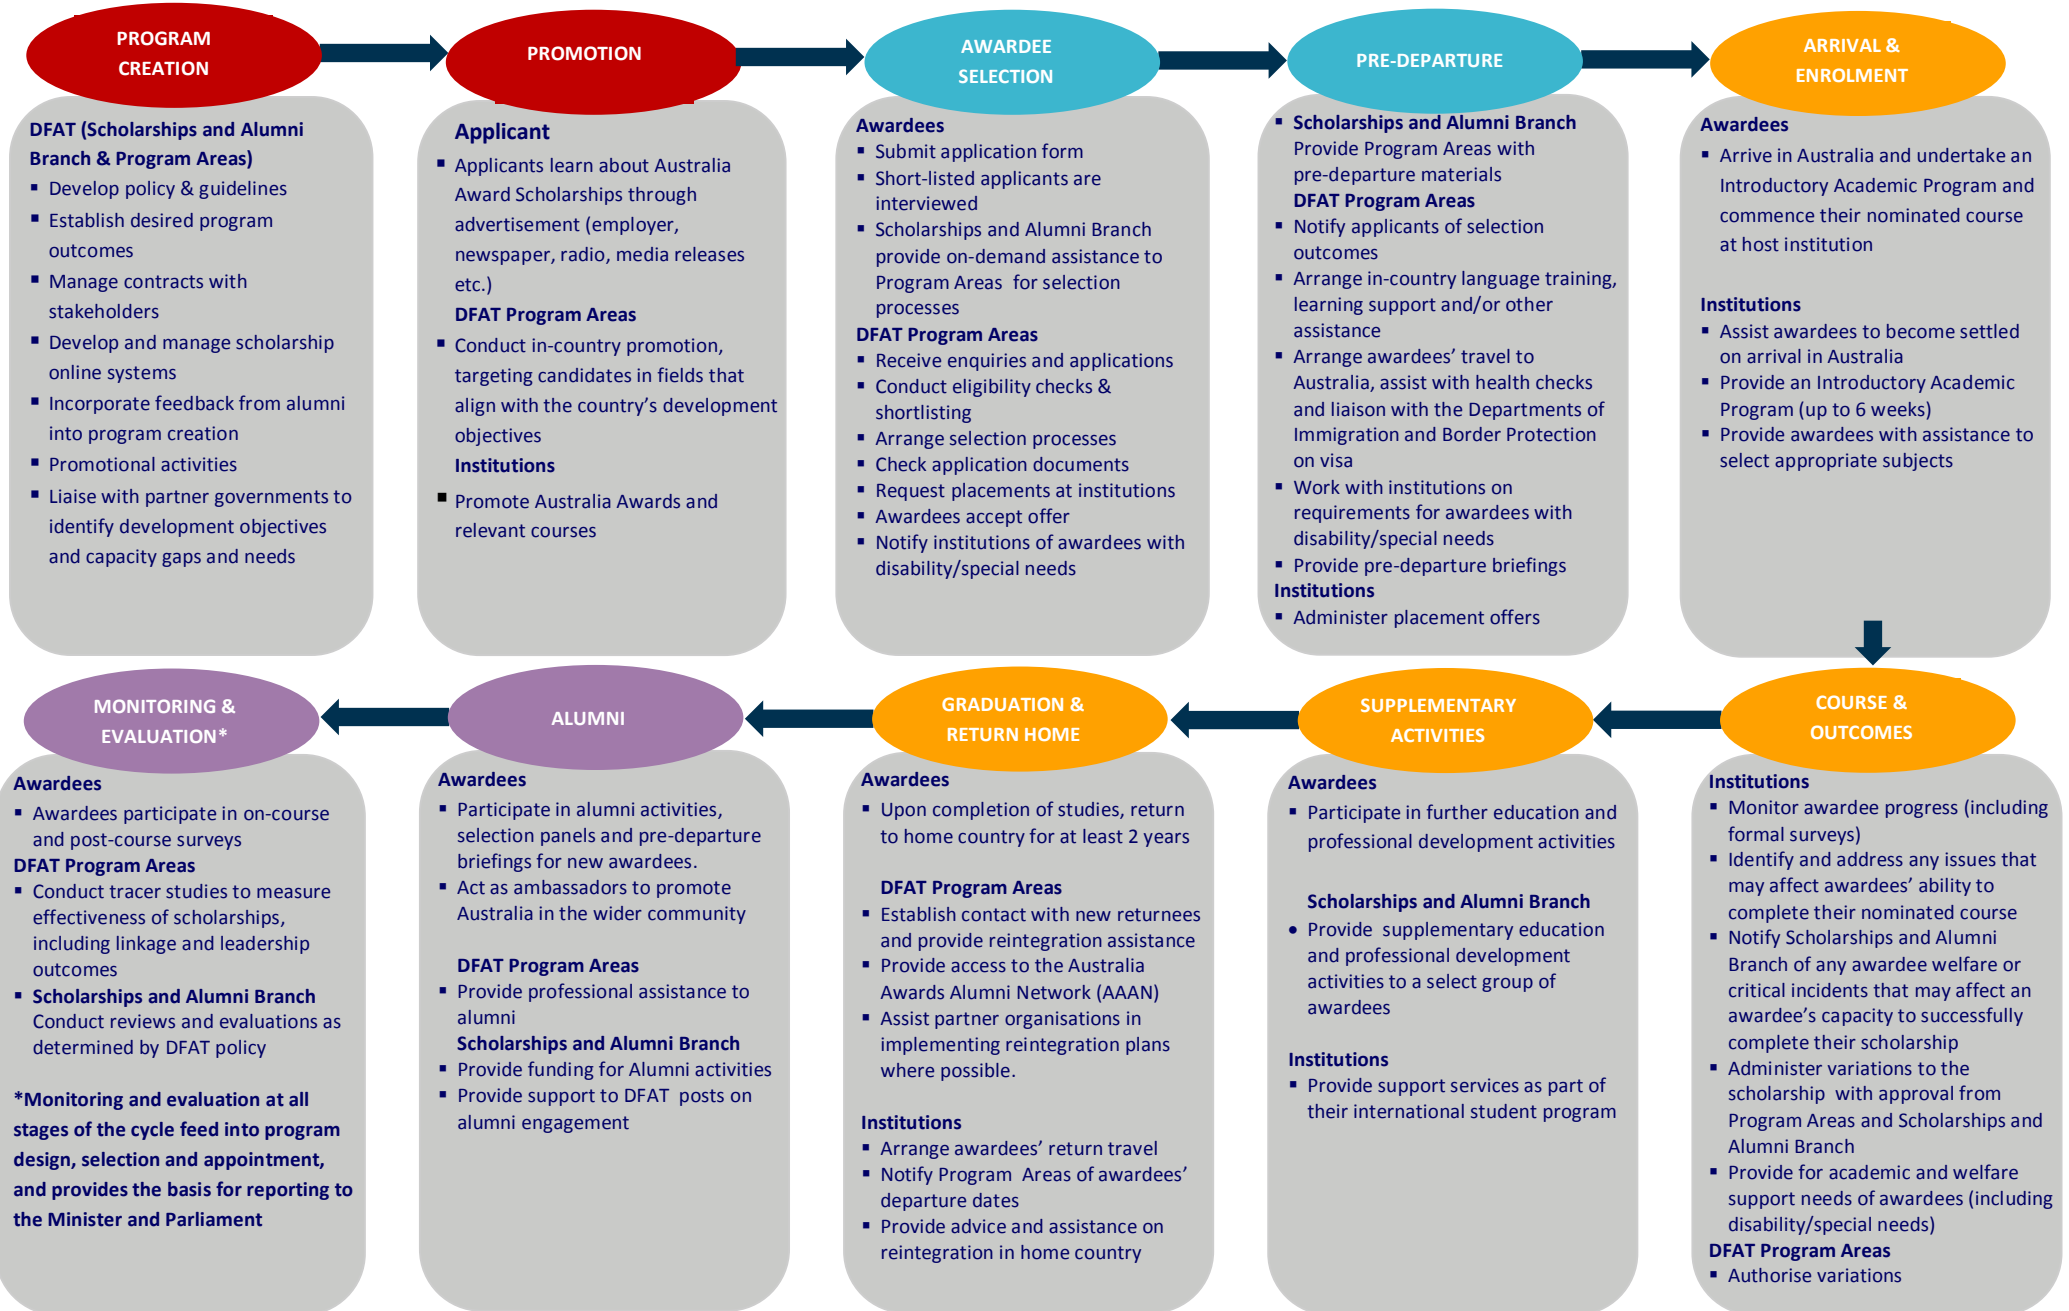 PROGRAM
CREATION
DFAT (Scholarships and Alumni
Branch & Program Areas)
▪ Develop policy & guidelines
▪ Establish desired program
outcomes
▪ Manage contracts with
stakeholders
▪ Develop and manage scholarship
online systems
▪ Incorporate feedback from alumni
into program creation
▪ Promotional activities
▪ Liaise with partner governments to
identify development objectives
and capacity gaps and needs
PROMOTION
Applicant
▪ Applicants learn about Australia
Award Scholarships through
advertisement (employer,
newspaper, radio, media releases
etc.)
DFAT Program Areas
▪ Conduct in-country promotion,
targeting candidates in fields that
align with the country’s development
objectives
Institutions
▪ Promote Australia Awards and
relevant courses
AWARDEE
SELECTION
Awardees
▪ Submit application form
▪ Short-listed applicants are
interviewed
▪ Scholarships and Alumni Branch
provide on-demand assistance to
Program Areas for selection
processes
DFAT Program Areas
▪ Receive enquiries and applications
▪ Conduct eligibility checks &
shortlisting
▪ Arrange selection processes
▪ Check application documents
▪ Request placements at institutions
▪ Awardees accept offer
▪ Notify institutions of awardees with
disability/special needs
PRE-DEPARTURE
▪ Scholarships and Alumni Branch
Provide Program Areas with
pre-departure materials
DFAT Program Areas
▪ Notify applicants of selection
outcomes
▪ Arrange in-country language training,
learning support and/or other
assistance
▪ Arrange awardees’ travel to
Australia, assist with health checks
and liaison with the Departments of
Immigration and Border Protection
on visa
▪ Work with institutions on
requirements for awardees with
disability/special needs
▪ Provide pre-departure briefings
Institutions
▪ Administer placement offers
ARRIVAL &
ENROLMENT
Awardees
▪ Arrive in Australia and undertake an
Introductory Academic Program and
commence their nominated course
at host institution
Institutions
▪ Assist awardees to become settled
on arrival in Australia
▪ Provide an Introductory Academic
Program (up to 6 weeks)
▪ Provide awardees with assistance to
select appropriate subjects
MONITORING &
EVALUATION*
Awardees
▪ Awardees participate in on-course
and post-course surveys
DFAT Program Areas
▪ Conduct tracer studies to measure
effectiveness of scholarships,
including linkage and leadership
outcomes
▪ Scholarships and Alumni Branch
Conduct reviews and evaluations as
determined by DFAT policy
*Monitoring and evaluation at all
stages of the cycle feed into program
design, selection and appointment,
and provides the basis for reporting to
the Minister and Parliament
ALUMNI
Awardees
▪ Participate in alumni activities,
selection panels and pre-departure
briefings for new awardees.
▪ Act as ambassadors to promote
Australia in the wider community
DFAT Program Areas
▪ Provide professional assistance to
alumni
Scholarships and Alumni Branch
▪ Provide funding for Alumni activities
▪ Provide support to DFAT posts on
alumni engagement
GRADUATION &
RETURN HOME
Awardees
▪ Upon completion of studies, return
to home country for at least 2 years
DFAT Program Areas
▪ Establish contact with new returnees
and provide reintegration assistance
▪ Provide access to the Australia
Awards Alumni Network (AAAN)
▪ Assist partner organisations in
implementing reintegration plans
where possible.
Institutions
▪ Arrange awardees’ return travel
▪ Notify Program Areas of awardees’
departure dates
▪ Provide advice and assistance on
reintegration in home country
SUPPLEMENTARY
ACTIVITIES
Awardees
▪ Participate in further education and
professional development activities
Scholarships and Alumni Branch
• Provide supplementary education
and professional development
activities to a select group of
awardees
Institutions
▪ Provide support services as part of
their international student program
COURSE &
OUTCOMES
Institutions
▪ Monitor awardee progress (including
formal surveys)
▪ Identify and address any issues that
may affect awardees’ ability to
complete their nominated course
▪ Notify Scholarships and Alumni
Branch of any awardee welfare or
critical incidents that may affect an
awardee’s capacity to successfully
complete their scholarship
▪ Administer variations to the
scholarship with approval from
Program Areas and Scholarships and
Alumni Branch
▪ Provide for academic and welfare
support needs of awardees (including
disability/special needs)
DFAT Program Areas
▪ Authorise variations